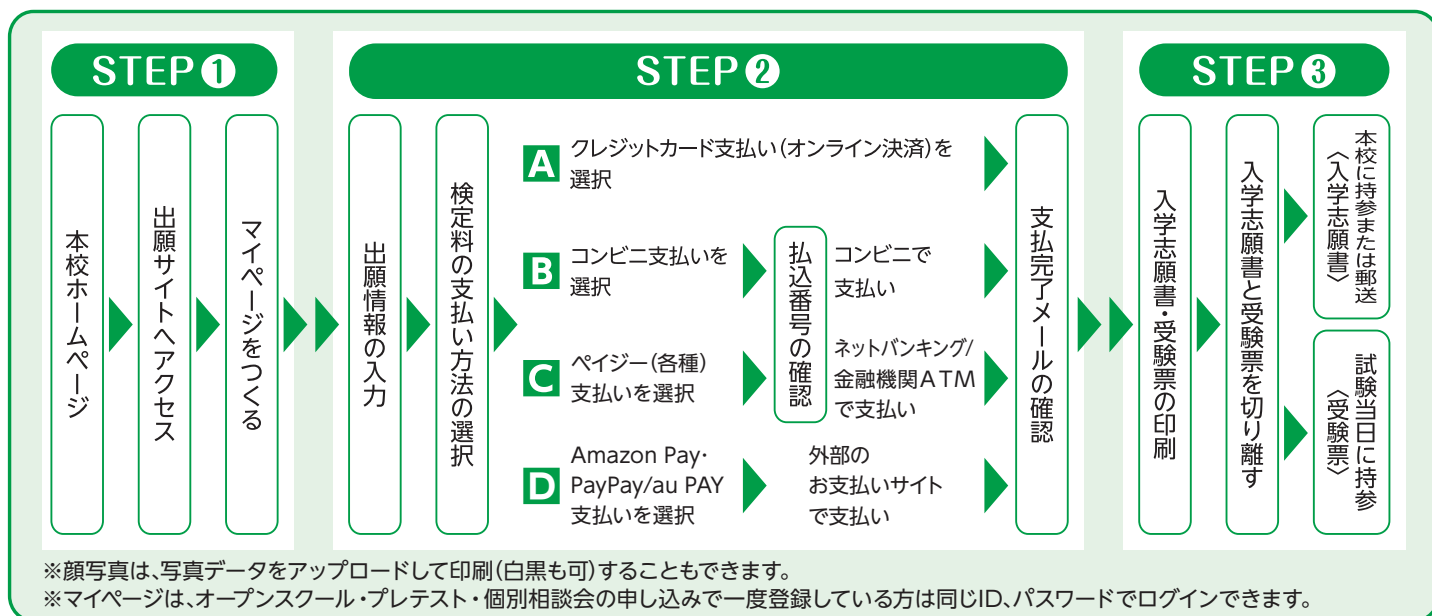 STEP❶
本校ホームページ
出願サイトへアクセス
マイページをつくる
STEP❷
出願情報の入力
検定料の支払い方法の選択
A クレジットカード支払い(オンライン決済)を
選択
B コンビニ支払いを
選択
C ペイジー(各種)
支払いを選択
払込番号の確認
コンビニで
支払い
ネットバンキング/
金融機関ATM
で支払い
D Amazon Pay・
PayPay/au PAY
支払いを選択
外部の
お支払いサイト
で支払い
支払完了メールの確認
STEP❸
入学志願書・受験票の印刷
入学志願書と受験票を切り離す
本校に持参または郵送
〈入学志願書〉
試験当日に持参
〈受験票〉
※顔写真は、写真データをアップロードして印刷(白黒も可)することもできます。
※マイページは、オープンスクール・プレテスト・個別相談会の申し込みで一度登録している方は同じID、パスワードでログインできます。